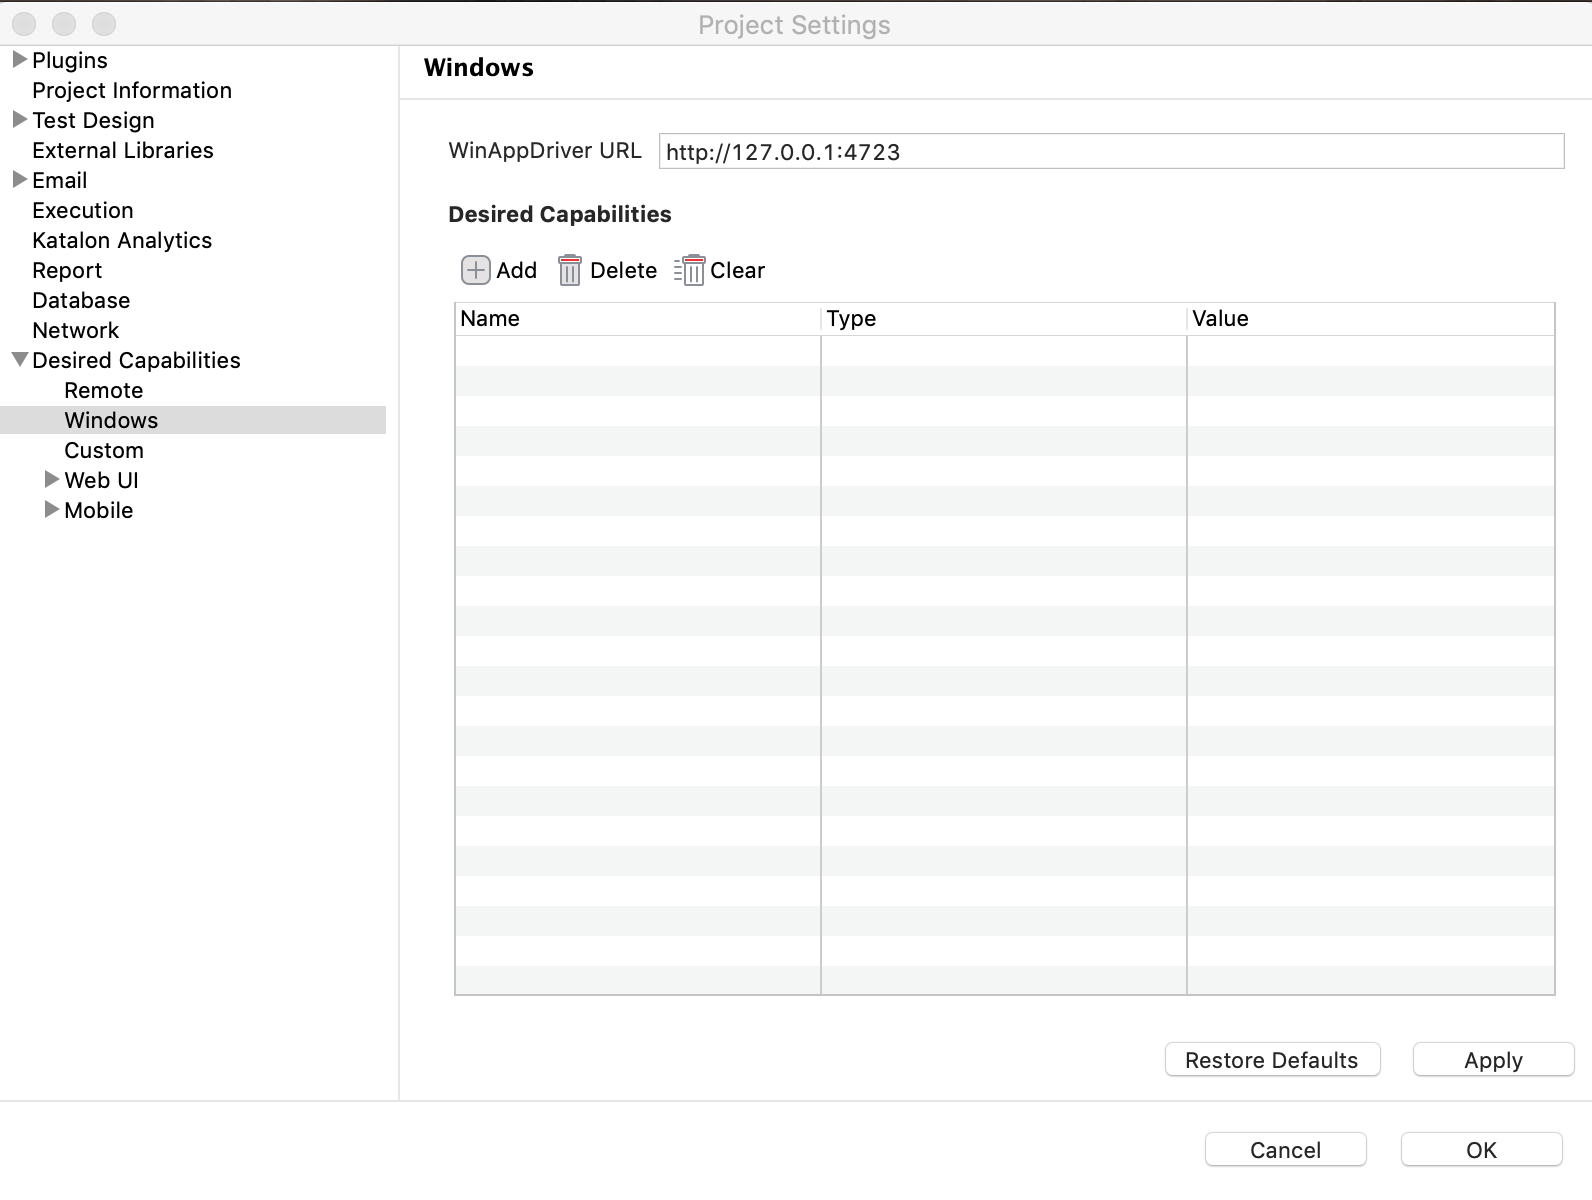 Project Settings
Plugins
Project Information
Test Design
External Libraries
Email
Execution
Katalon Analytics
Report
Database
Network
Desired Capabilities
Remote
Windows
Custom
Web UI
Mobile
Windows
WinAppDriver URL http://127.0.0.1:4723
Desired Capabilities
Add Delete Clear
Name Type Value
Restore Defaults Apply
Cancel OK